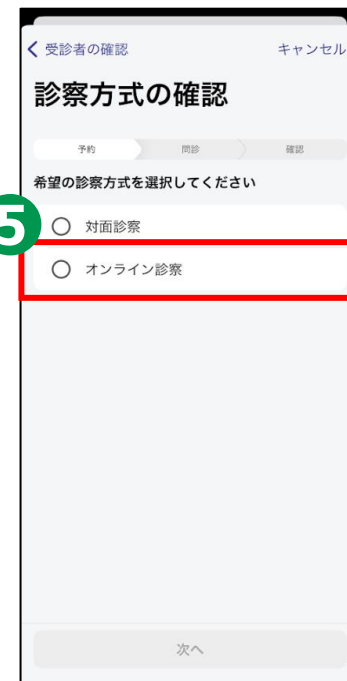 受診者の確認 キャンセル
診察方式の確認
予約 問診 確認
希望の診察方式を選択してください
5
対面診察
オンライン診察
次へ